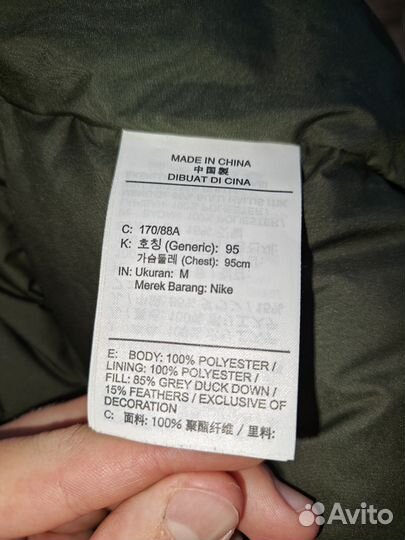 MADE IN CHINA
中國製
DIBUAT DI CINA
C: 170/88A
K: 호칭 (Generic): 95
가슴둘레 (Chest): 95cm
IN: Ukuran: M
Merek Barang: Nike
E: BODY: 100% POLYESTER /
LINING: 100% POLYESTER /
FILL: 85% GREY DUCK DOWN /
15% FEATHERS / EXCLUSIVE OF
DECORATION
C: 面料: 100% 聚酯纤维 / 里料:
Avito